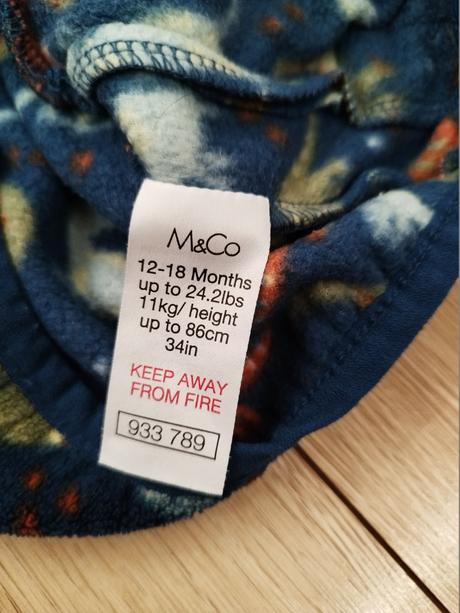 M&Co
12-18 Months
up to 24.2lbs
11kg/ height
up to 86cm
34in
KEEP AWAY
FROM FIRE
933 789